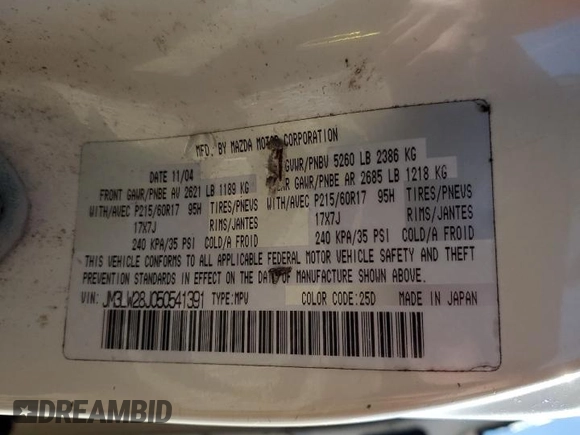 MFD. BY MAZDA MOTOR CORPORATION
DATE 11/04 GVWR/PNBV 5260 LB 2386 KG
FRONT GAWR/PNBE AV 2621 LB 1189 KG GAWR/PNBE AR 2685 LB 1218 KG
WITH/AVEC P215/60R17 95H TIRES/PNEUS WITH/AVEC P215/60R17 95H TIRES/PNEUS
17X7J RIMS/JANTES 17X7J RIMS/JANTES
240 KPA/35 PSI COLD/A FROID 240 KPA/35 PSI COLD/A FROID
THIS VEHICLE CONFORMS TO ALL APPLICABLE FEDERAL MOTOR VEHICLE SAFETY AND THEFT
PREVENTION STANDARDS IN EFFECT ON THE DATE OF MANUFACTURE SHOWN ABOVE.
JM3LW28J050541391 TYPE:MPV COLOR CODE:25D MADE IN JAPAN
DREAMBID